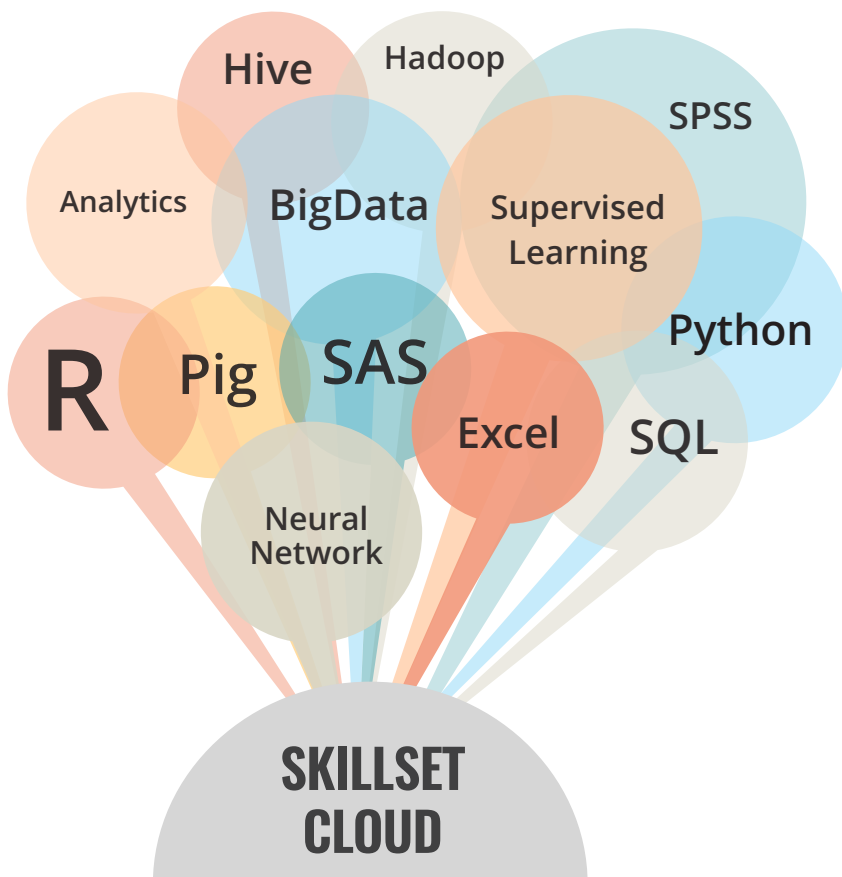 Hive
Hadoop
SPSS
Analytics
BigData
Supervised
Learning
Python
R
Pig
SAS
Excel
SQL
Neural
Network
SKILLSET
CLOUD